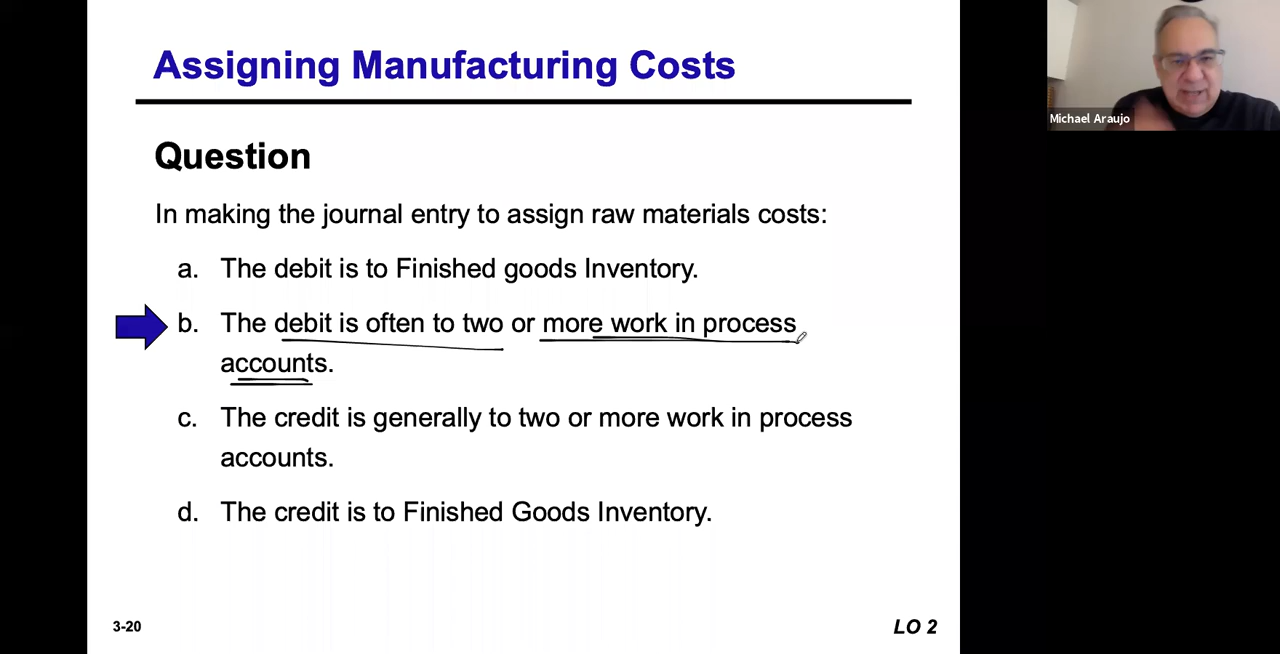 Assigning Manufacturing Costs
Michael Araujo
Question
In making the journal entry to assign raw materials costs:
a. The debit is to Finished goods Inventory.
b. The debit is often to two or more work in process
accounts.
c. The credit is generally to two or more work in process
accounts.
d. The credit is to Finished Goods Inventory.
3-20
LO 2